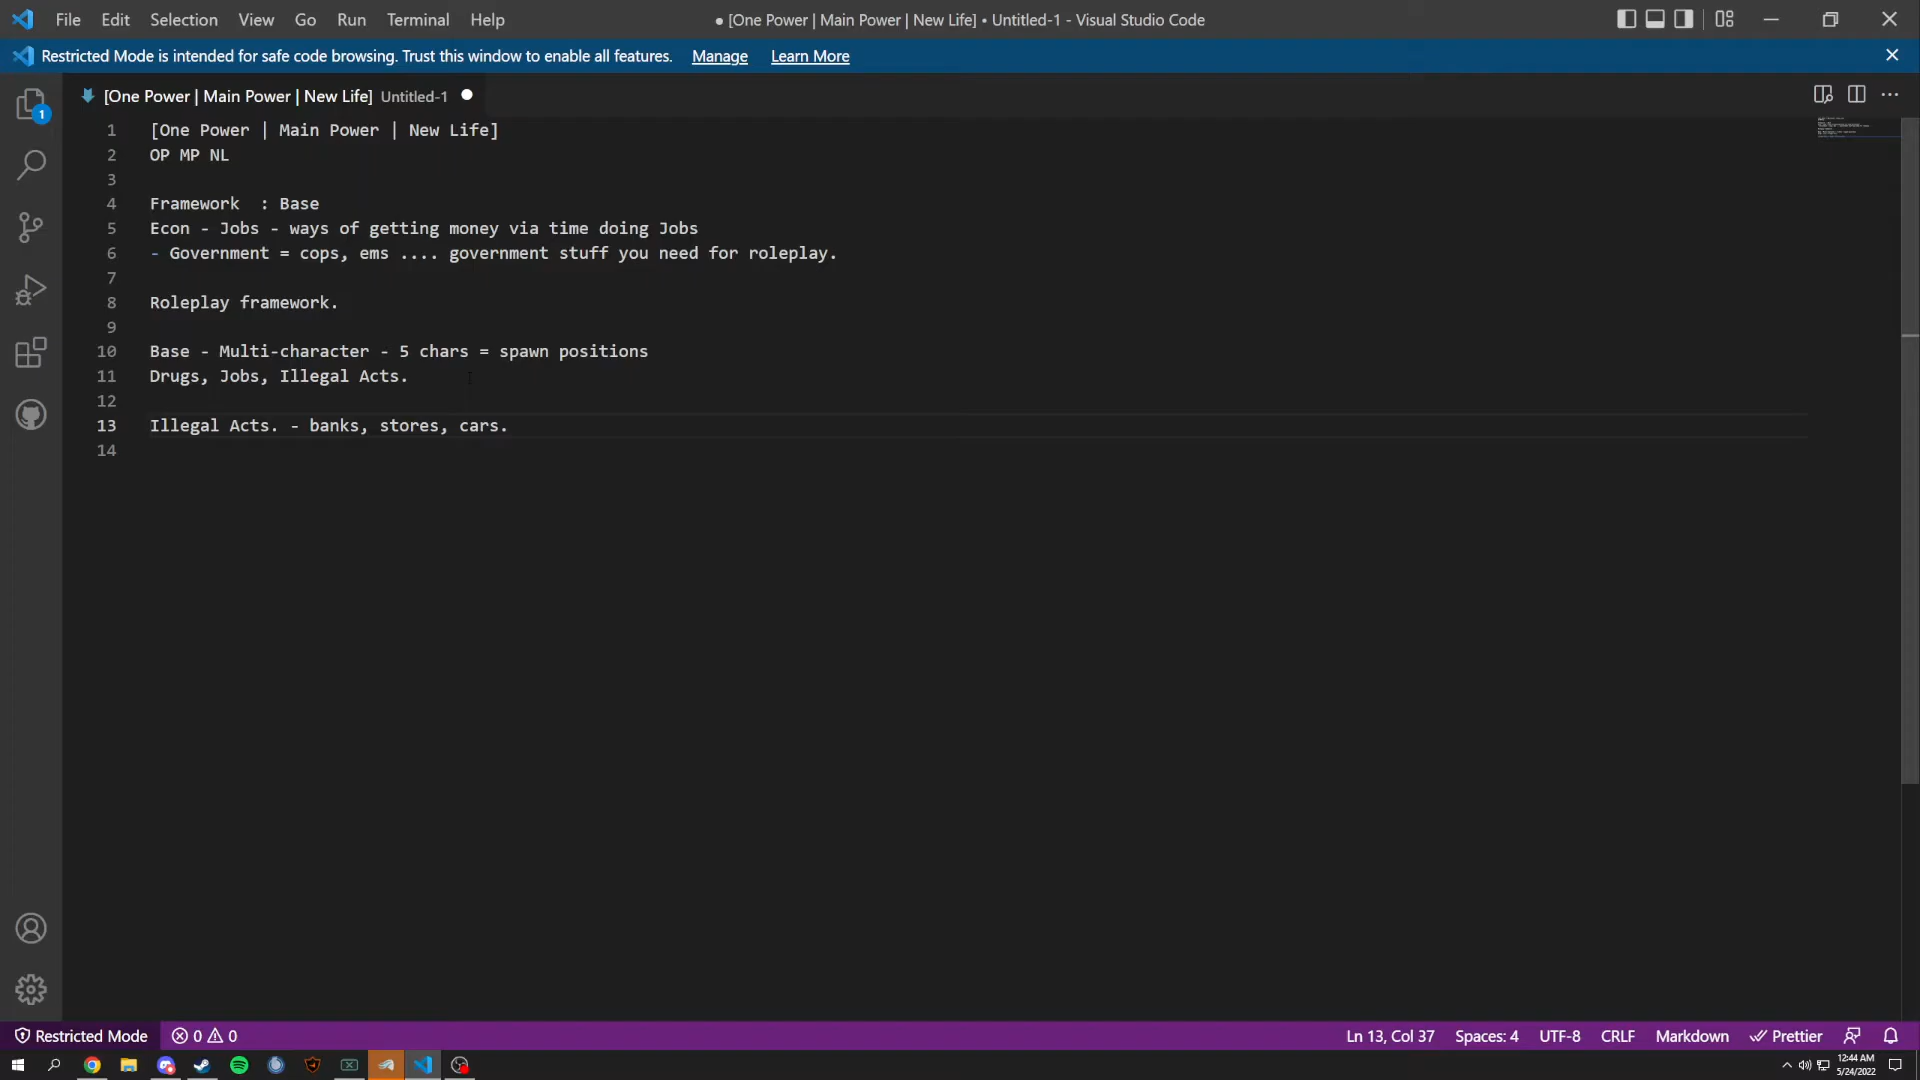 File Edit Selection View Go Run Terminal Help
● [One Power | Main Power | New Life] • Untitled-1 - Visual Studio Code
Restricted Mode is intended for safe code browsing. Trust this window to enable all features. Manage Learn More
[One Power | Main Power | New Life] Untitled-1 ●
1 [One Power | Main Power | New Life]
2 OP MP NL
3
4 Framework  : Base
5 Econ - Jobs - ways of getting money via time doing Jobs
6 - Government = cops, ems .... government stuff you need for roleplay.
7
8 Roleplay framework.
9
10 Base - Multi-character - 5 chars = spawn positions
11 Drugs, Jobs, Illegal Acts.
12
13 Illegal Acts. - banks, stores, cars.
14
1
Restricted Mode 0 0 Ln 13, Col 37 Spaces: 4 UTF-8 CRLF Markdown Prettier
12:44 AM
5/24/2022